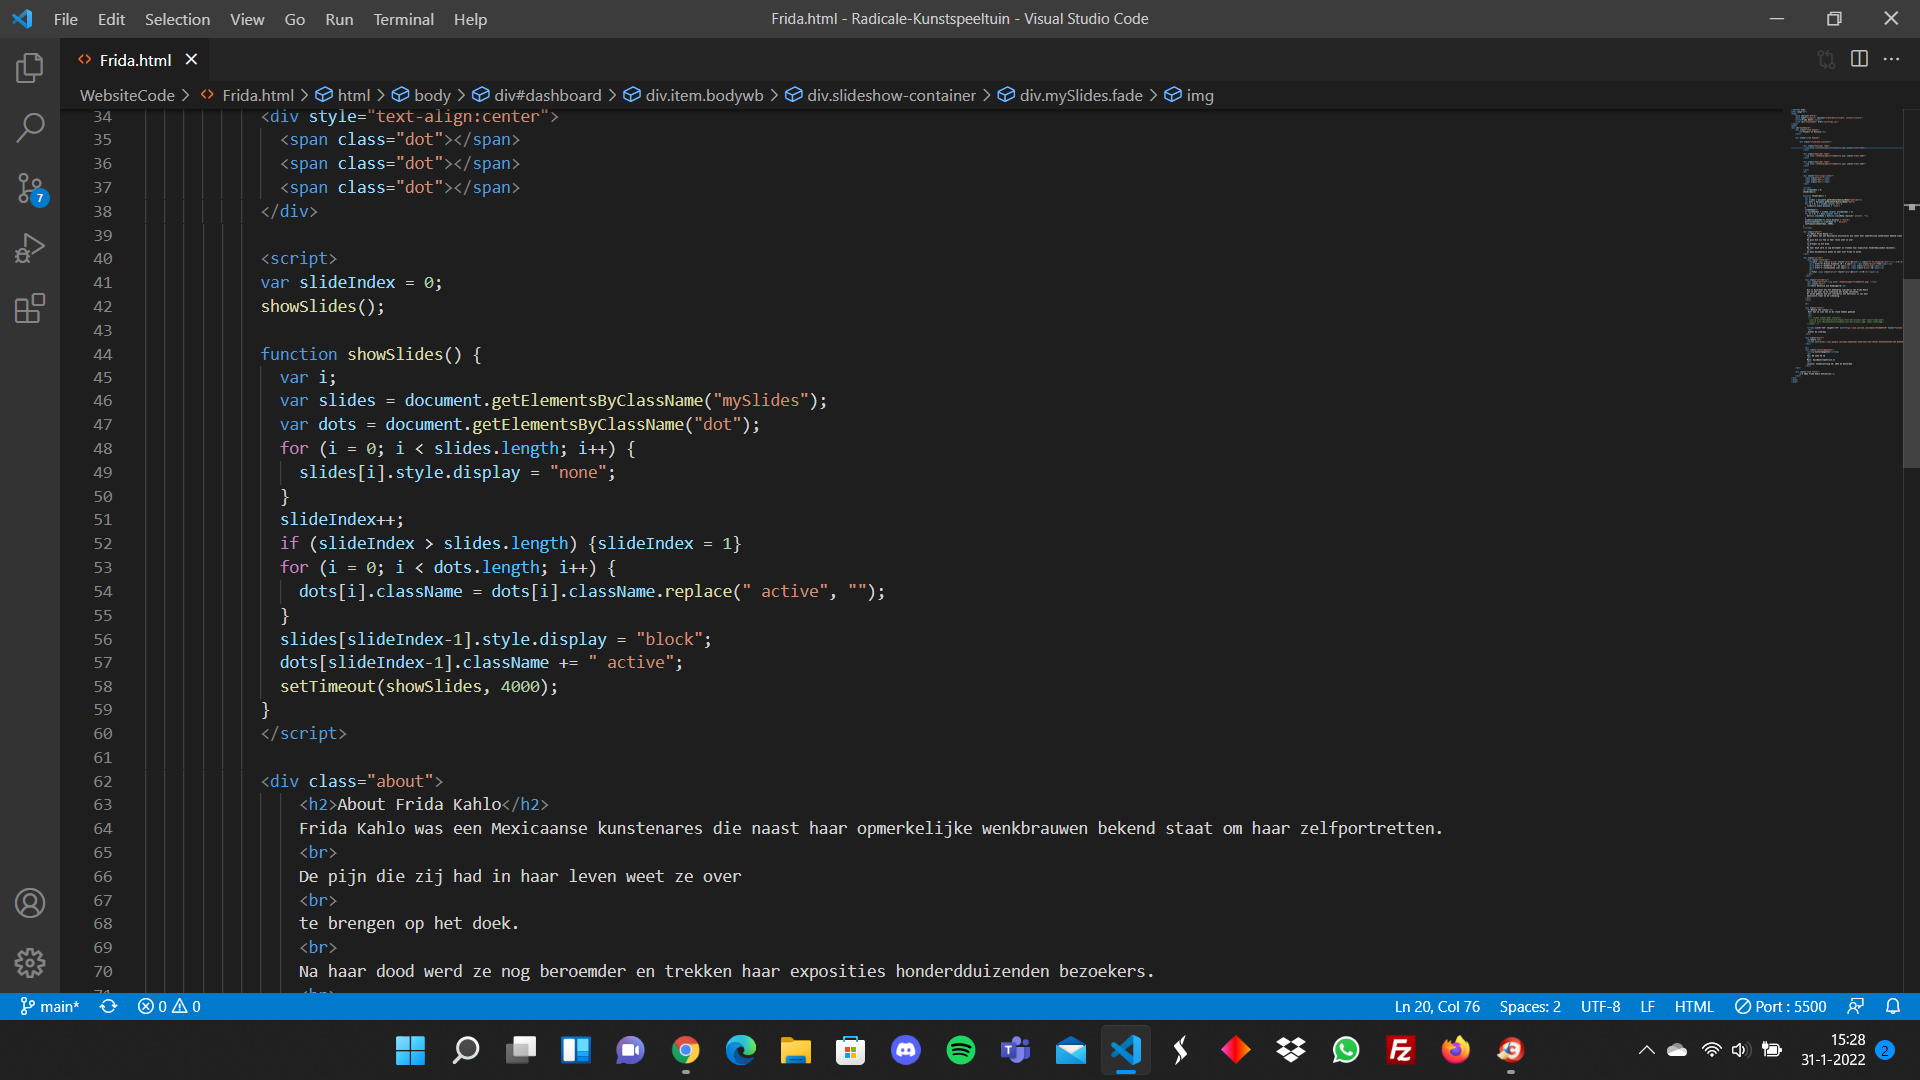 File Edit Selection View Go Run Terminal Help
Frida.html - Radicale-Kunstspeeltuin - Visual Studio Code
<> Frida.html
WebsiteCode > <> Frida.html > html > body > div#dashboard > div.item.bodywb > div.slideshow-container > div.mySlides.fade > img
34 <div style="text-align:center">
35 <span class="dot"></span>
36 <span class="dot"></span>
37 <span class="dot"></span>
38 </div>
39
40 <script>
41 var slideIndex = 0;
42 showSlides();
43
44 function showSlides() {
45 var i;
46 var slides = document.getElementsByClassName("mySlides");
47 var dots = document.getElementsByClassName("dot");
48 for (i = 0; i < slides.length; i++) {
49 slides[i].style.display = "none";
50 }
51 slideIndex++;
52 if (slideIndex > slides.length) {slideIndex = 1}
53 for (i = 0; i < dots.length; i++) {
54 dots[i].className = dots[i].className.replace(" active", "");
55 }
56 slides[slideIndex-1].style.display = "block";
57 dots[slideIndex-1].className += " active";
58 setTimeout(showSlides, 4000);
59 }
60 </script>
61
62 <div class="about">
63 <h2>About Frida Kahlo</h2>
64 Frida Kahlo was een Mexicaanse kunstenares die naast haar opmerkelijke wenkbrauwen bekend staat om haar zelfportretten.
65 <br>
66 De pijn die zij had in haar leven weet ze over
67 <br>
68 te brengen op het doek.
69 <br>
70 Na haar dood werd ze nog beroemder en trekken haar exposities honderdduizenden bezoekers.
71 <br>
7
main* 0 0
Ln 20, Col 76 Spaces: 2 UTF-8 LF HTML Port : 5500
15:28
31-1-2022
2